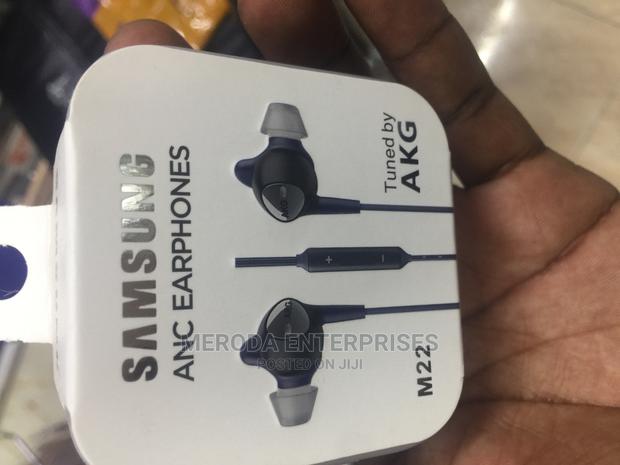 SAMSUNG
ANC EARPHONES
Tuned by
AKG
M22
MERODA ENTERPRISES
POSTED ON JIJI